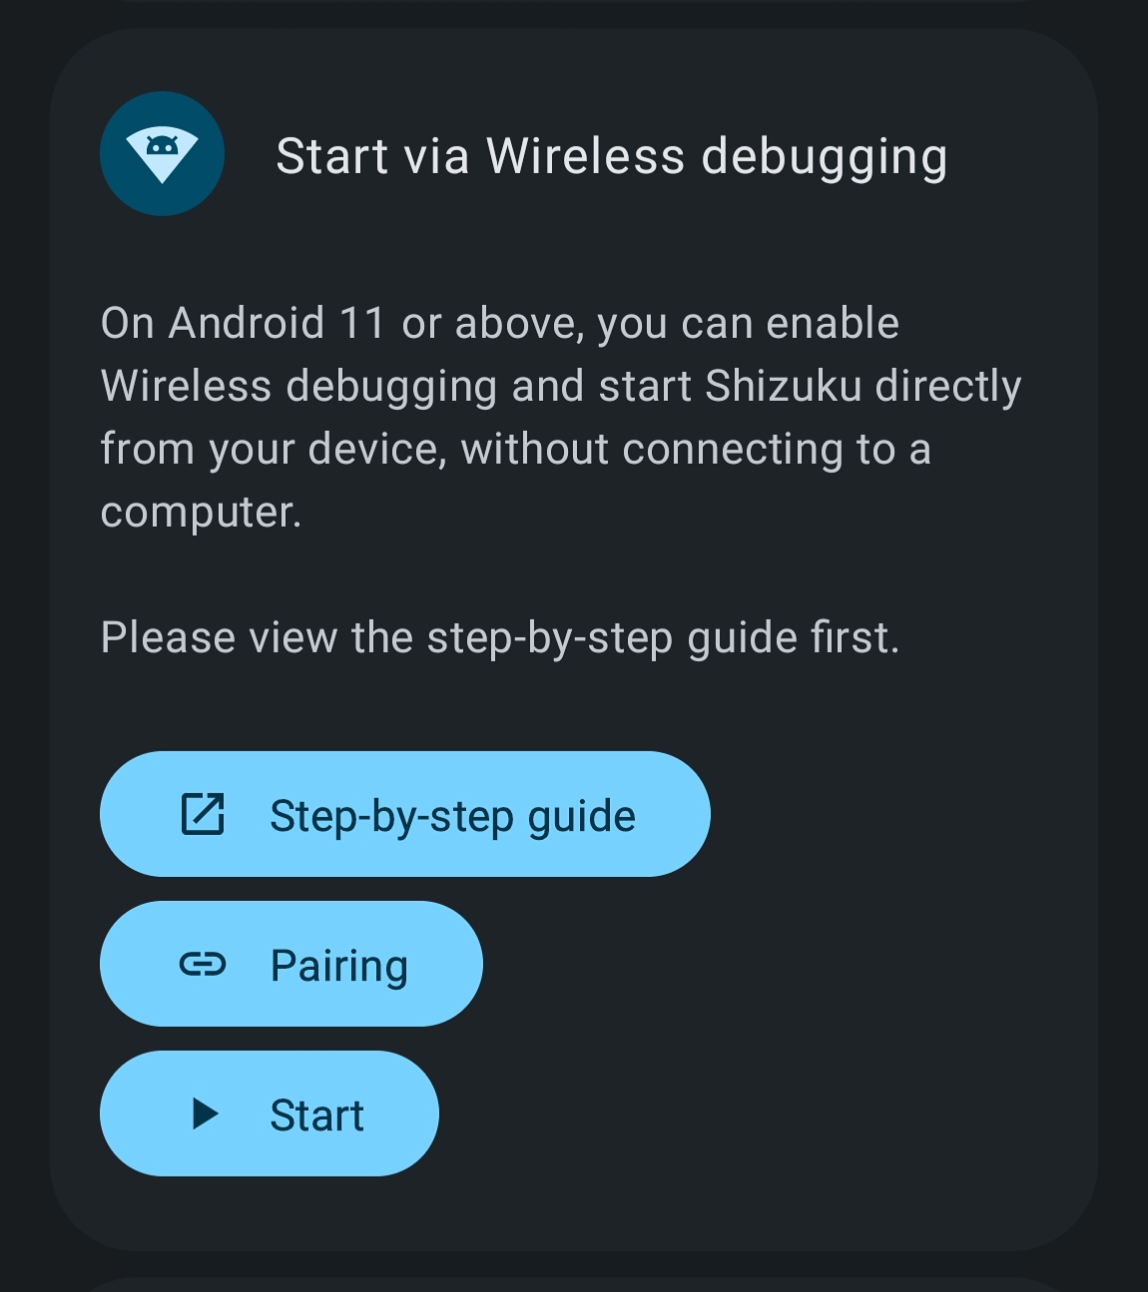 Start via Wireless debugging
On Android 11 or above, you can enable
Wireless debugging and start Shizuku directly
from your device, without connecting to a
computer.
Please view the step-by-step guide first.
Step-by-step guide
Pairing
Start